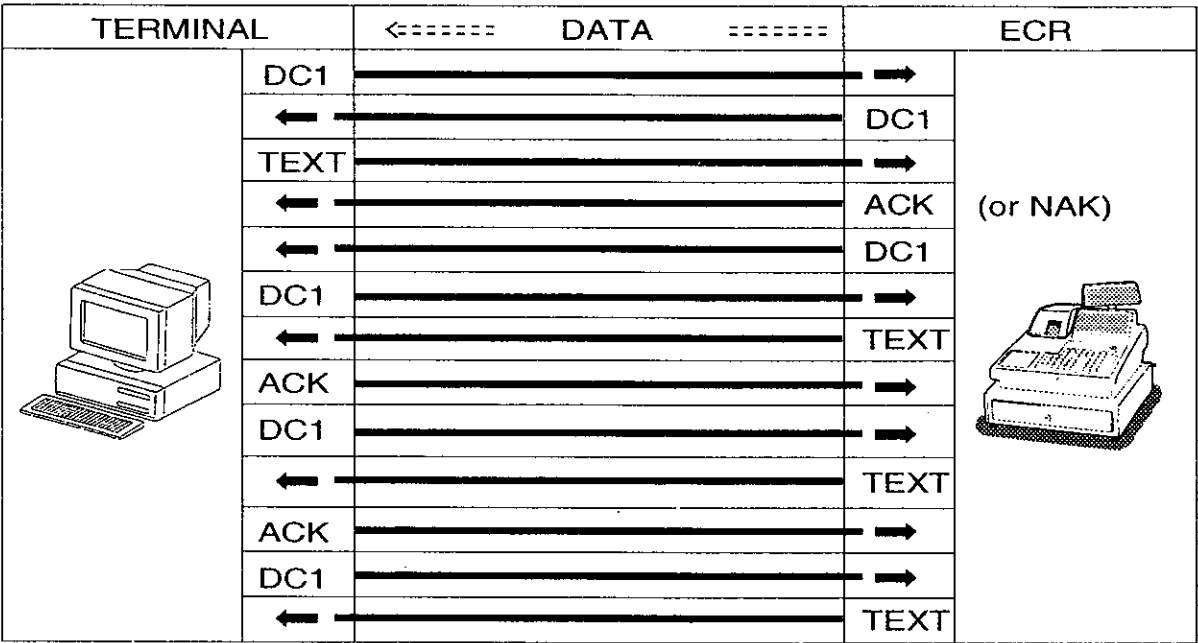 TERMINAL <====== DATA ====== ECR
DC1
DC1
TEXT
ACK (or NAK)
DC1
DC1
TEXT
ACK
DC1
TEXT
ACK
DC1
TEXT